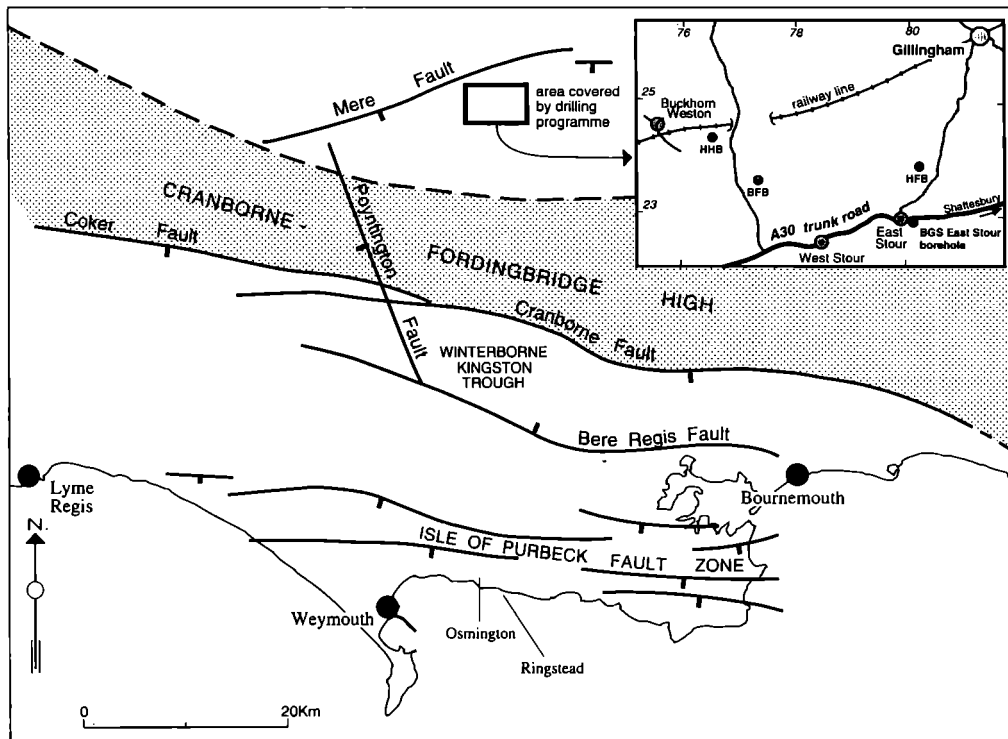 Mere Fault
area covered
by drilling
programme
76
78
80
Gillingham
25
railway line
Buckhorn
Weston
HHB
BFB
HFB
23
A30 trunk road
Shaftesbury
East
Stour
BGS East Stour
borehole
West Stour
CRANBORNE
FORDINGBRIDGE
HIGH
Coker Fault
Poyntington
Fault
Cranborne Fault
WINTERBORNE
KINGSTON
TROUGH
Bere Regis Fault
Lyme
Regis
Bournemouth
N
ISLE OF PURBECK FAULT ZONE
Weymouth
Osmington
Ringstead
0
20Km